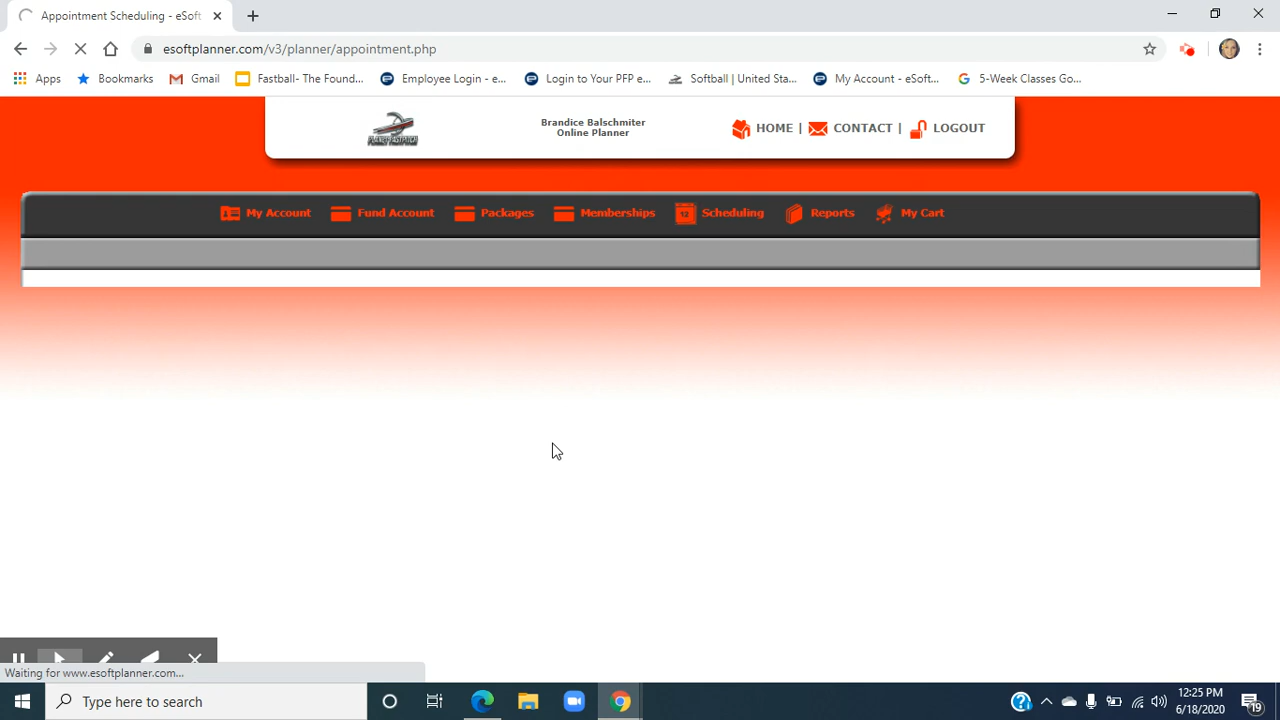 Appointment Scheduling - eSoft
esoftplanner.com/v3/planner/appointment.php
Apps
Bookmarks
Gmail
Fastball- The Found...
Employee Login - e...
Login to Your PFP e...
Softball | United Sta...
My Account - eSoft...
5-Week Classes Go...
Brandice Balschmiter
Online Planner
HOME |
CONTACT |
LOGOUT
My Account
Fund Account
Packages
Memberships
12
Scheduling
Reports
My Cart
Waiting for www.esoftplanner.com...
Type here to search
12:25 PM
6/18/2020
19